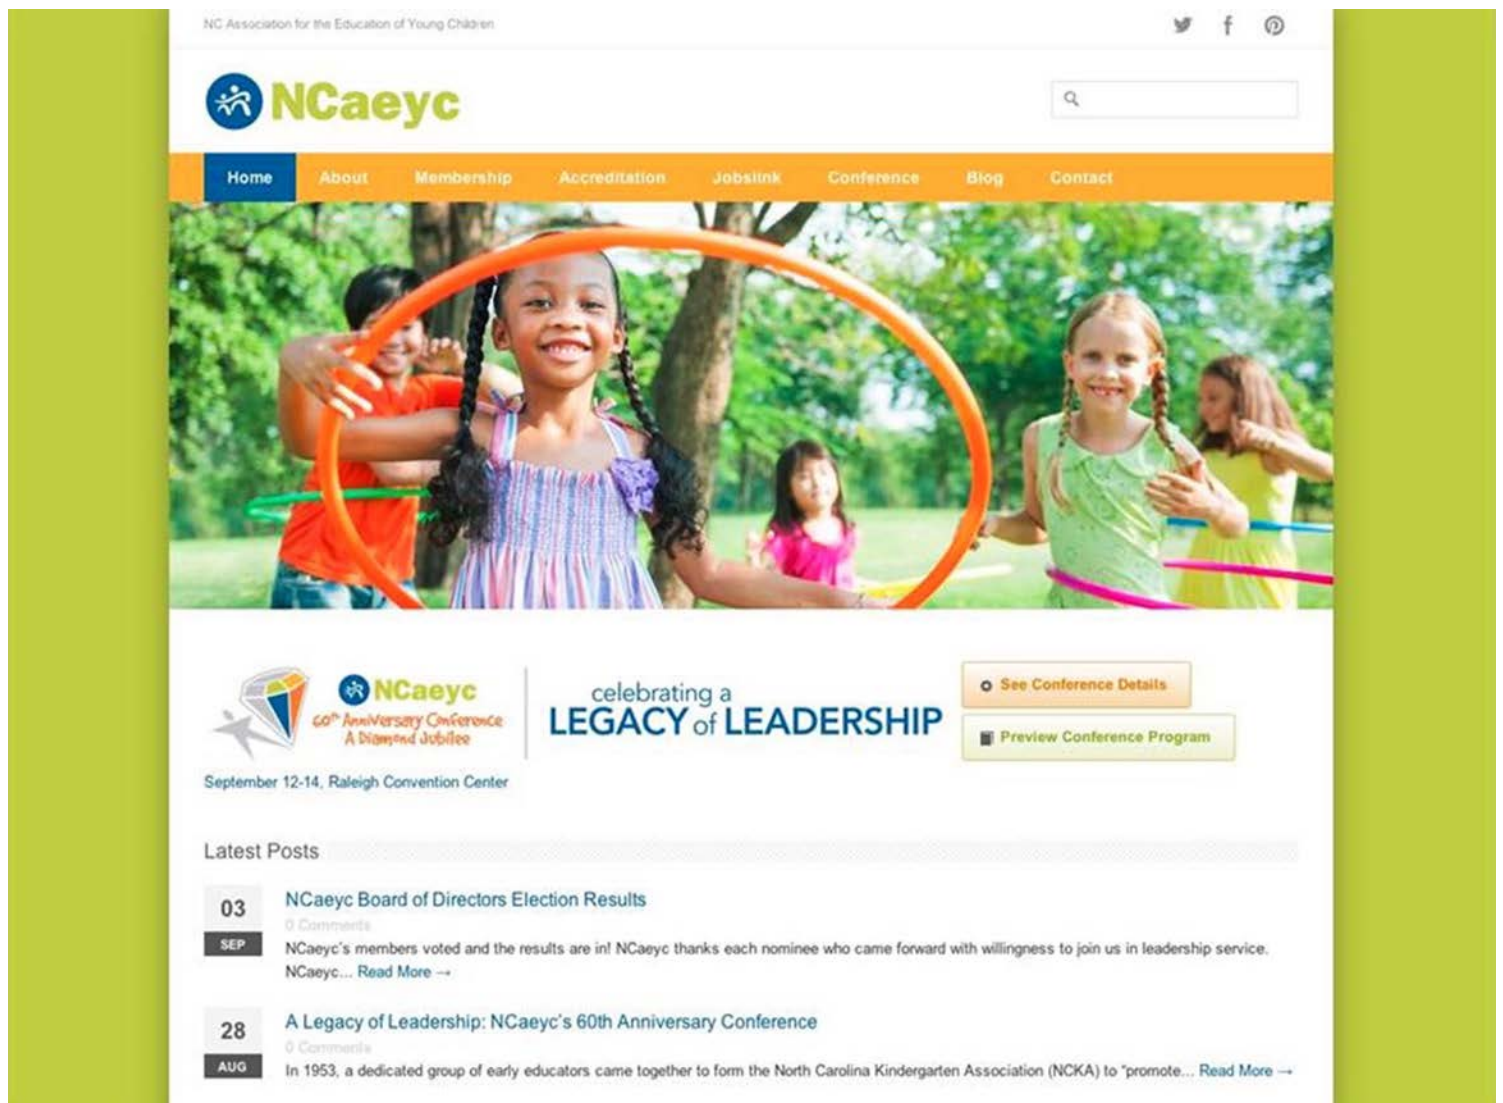 NC Association for the Education of Young Children
NCaeyc
Home About Membership Accreditation Jobslink Conference Blog Contact
NCaeyc
60th Anniversary Conference
A Diamond Jubilee
celebrating a
LEGACY of LEADERSHIP
See Conference Details
Preview Conference Program
September 12-14, Raleigh Convention Center
Latest Posts
03
SEP
NCaeyc Board of Directors Election Results
0 Comments
NCaeyc's members voted and the results are in! NCaeyc thanks each nominee who came forward with willingness to join us in leadership service.
NCaeyc... Read More →
28
AUG
A Legacy of Leadership: NCaeyc's 60th Anniversary Conference
0 Comments
In 1953, a dedicated group of early educators came together to form the North Carolina Kindergarten Association (NCKA) to "promote... Read More →